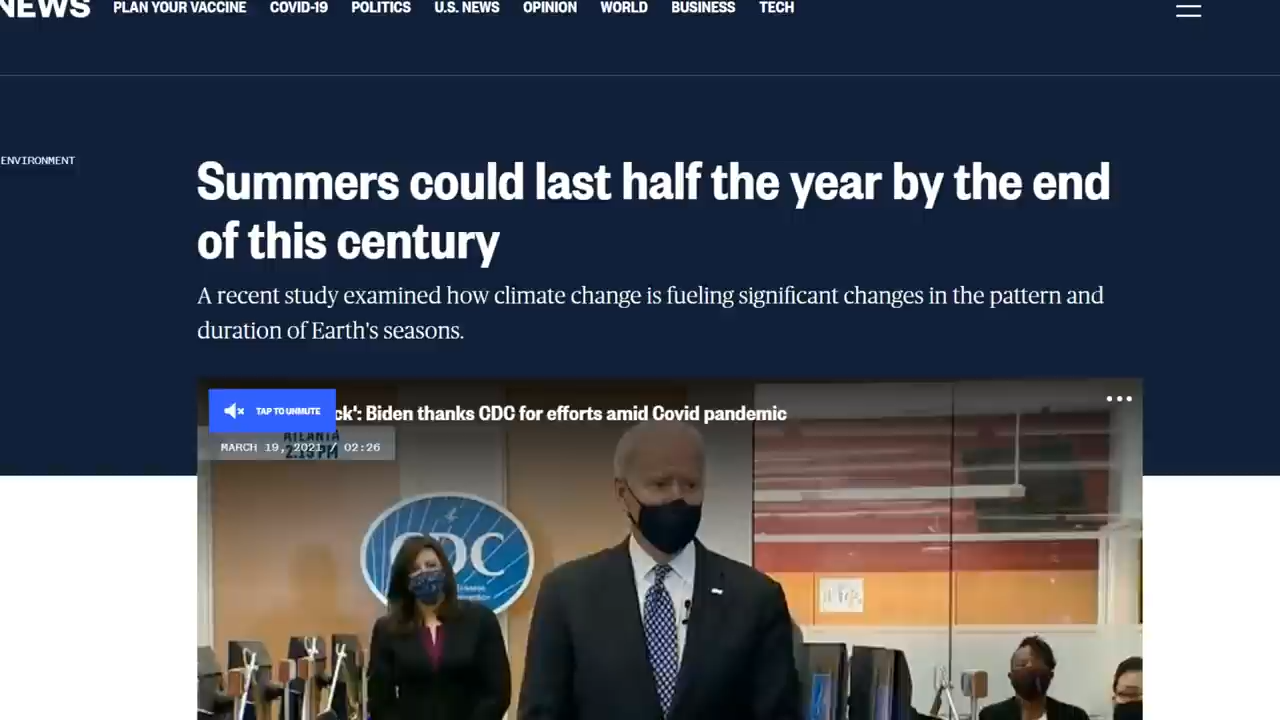 NEWS PLAN YOUR VACCINE COVID-19 POLITICS U.S. NEWS OPINION WORLD BUSINESS TECH
ENVIRONMENT
Summers could last half the year by the end
of this century
A recent study examined how climate change is fueling significant changes in the pattern and
duration of Earth's seasons.
TAP TO UNMUTE
ck': Biden thanks CDC for efforts amid Covid pandemic
ATLANTA
MARCH 19, 2021 / 02:26
CDC